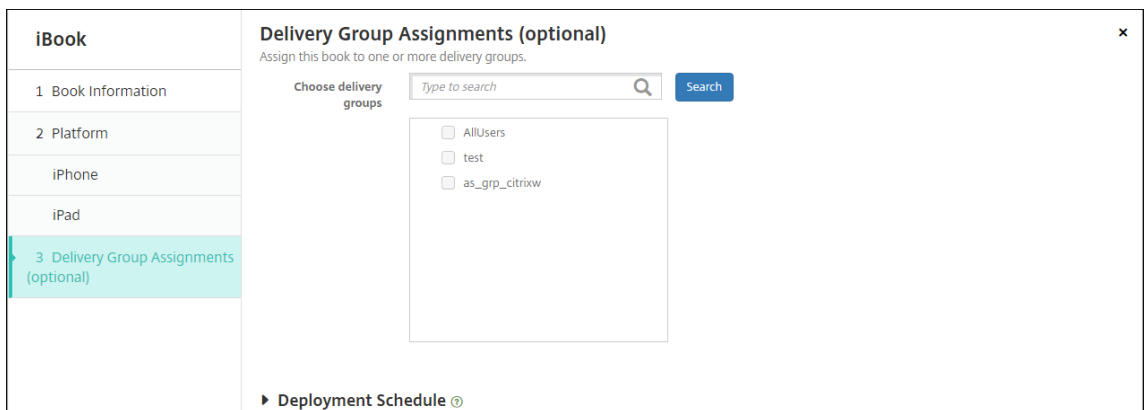 iBook
1 Book Information
2 Platform
iPhone
iPad
3 Delivery Group Assignments
(optional)
Delivery Group Assignments (optional)
Assign this book to one or more delivery groups.
Choose delivery
groups
Type to search
Search
AllUsers
test
as_grp_citrixw
Deployment Schedule